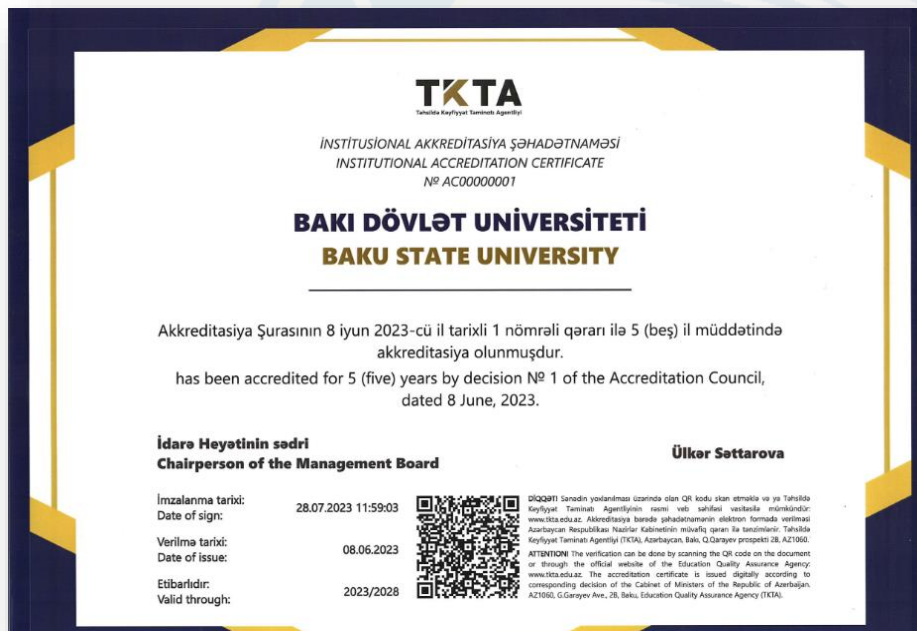 TKTA
Təhsildə Keyfiyyət Təminatı Agentliyi
İNSTİTUSİONAL AKKREDİTASİYA ŞƏHADƏTNAMƏSİ
INSTITUTIONAL ACCREDITATION CERTIFICATE
№ AC00000001
BAKI DÖVLƏT UNİVERSİTETİ
BAKU STATE UNIVERSITY
Akkreditasiya Şurasının 8 iyun 2023-cü il tarixli 1 nömrəli qərarı ilə 5 (beş) il müddətində
akkreditasiya olunmuşdur.
has been accredited for 5 (five) years by decision № 1 of the Accreditation Council,
dated 8 June, 2023.
İdarə Heyətinin sədri
Chairperson of the Management Board
Ülkər Səttarova
İmzalanma tarixi:
Date of sign:
28.07.2023 11:59:03
Verilmə tarixi:
Date of issue:
08.06.2023
Etibarlıdır:
Valid through:
2023/2028
DİQQƏT! Sənədin yoxlanılması üzərində olan QR kodu skan etməklə və ya Təhsildə
Keyfiyyət Təminatı Agentliyinin rəsmi veb səhifəsi vasitəsilə mümkündür:
www.tkta.edu.az. Akkreditasiya barədə şəhadətnamənin elektron formada verilməsi
Azərbaycan Respublikası Nazirlər Kabinetinin müvafiq qərarı ilə tənzimlənir. Təhsildə
Keyfiyyət Təminatı Agentliyi (TKTA), Azərbaycan, Bakı, Q.Qarayev prospekti 2B, AZ1060.
ATTENTION! The verification can be done by scanning the QR code on the document
or through the official website of the Education Quality Assurance Agency:
www.tkta.edu.az. The accreditation certificate is issued digitally according to
corresponding decision of the Cabinet of Ministers of the Republic of Azerbaijan.
AZ1060, G.Garayev Ave., 2B, Baku, Education Quality Assurance Agency (TKTA).